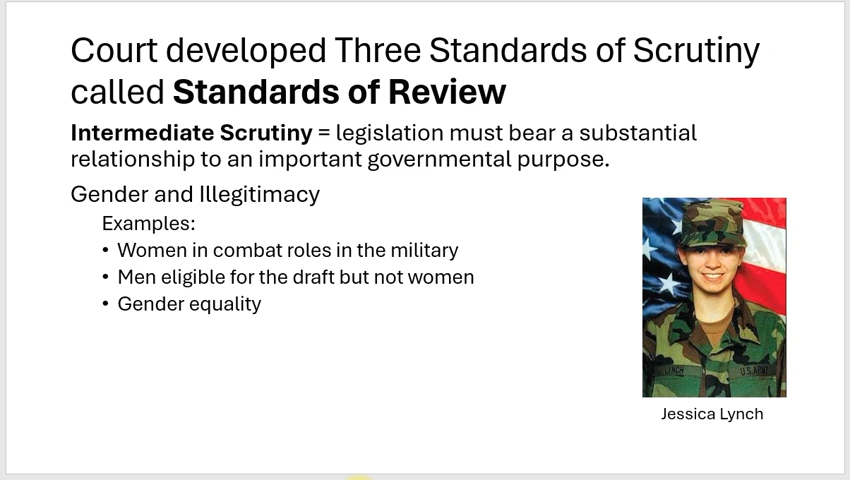 Court developed Three Standards of Scrutiny
called Standards of Review
Intermediate Scrutiny = legislation must bear a substantial
relationship to an important governmental purpose.
Gender and Illegitimacy
Examples:
• Women in combat roles in the military
• Men eligible for the draft but not women
• Gender equality
LYNCH
U.S. ARMY
Jessica Lynch